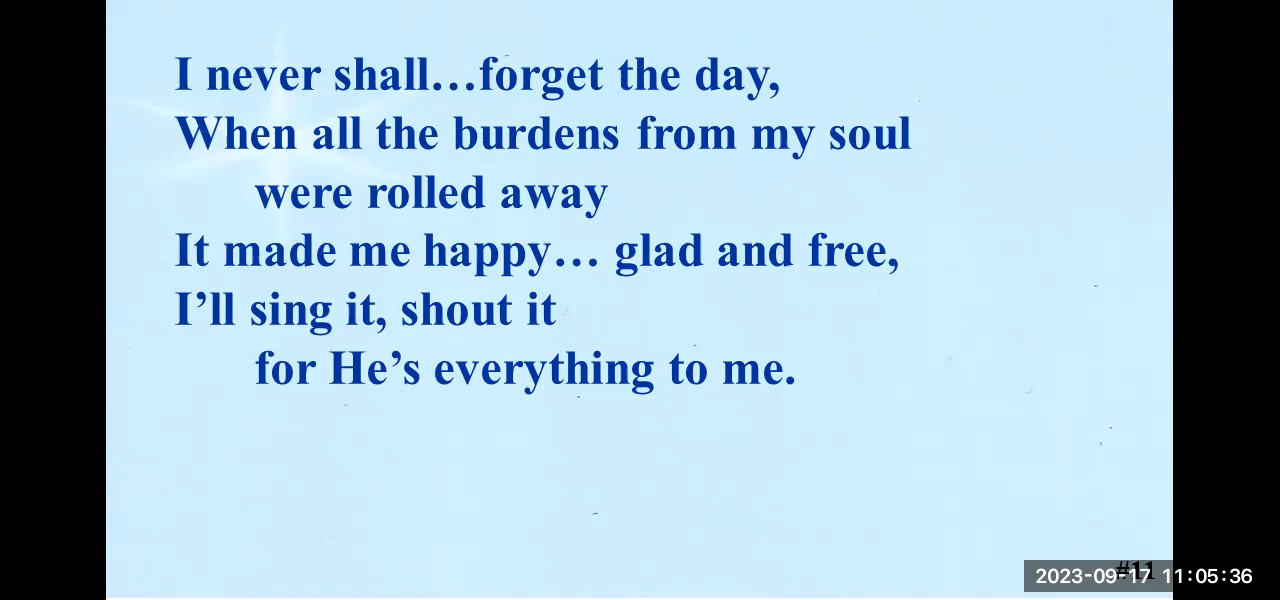 I never shall…forget the day,
When all the burdens from my soul
were rolled away
It made me happy… glad and free,
I’ll sing it, shout it
for He’s everything to me.
#11
2023-09-17 11:05:36